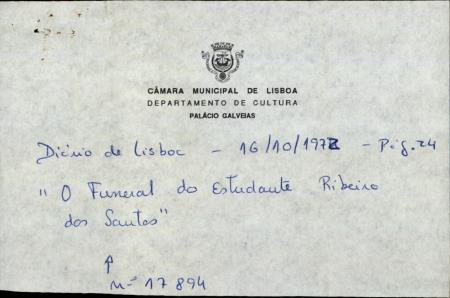 CÂMARA MUNICIPAL DE LISBOA
DEPARTAMENTO DE CULTURA
PALÁCIO GALVEIAS
Diário de Lisboa - 16/10/1972 - Pág. 24
"O Funeral do Estudante Ribeiro
dos Santos"
nº 17 894